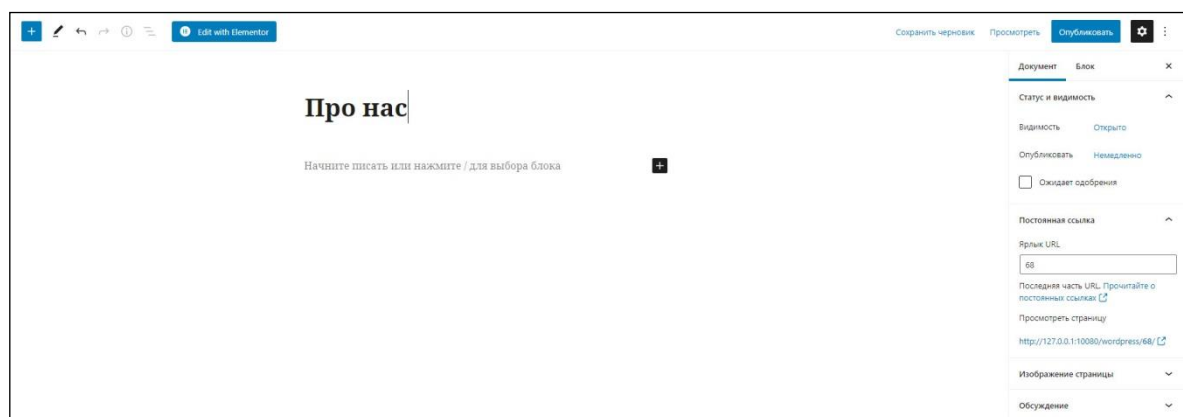 Edit with Elementor
Сохранить черновик Просмотреть Опубликовать
Документ Блок
Статус и видимость
Про нас
Видимость Открыто
Начните писать или нажмите / для выбора блока
Опубликовать Немедленно
Ожидает одобрения
Постоянная ссылка
Ярлык URL
68
Последняя часть URL. Прочитайте о
постоянных ссылках
Просмотреть страницу
http://127.0.0.1:10080/wordpress/68/
Изображение страницы
Обсуждение